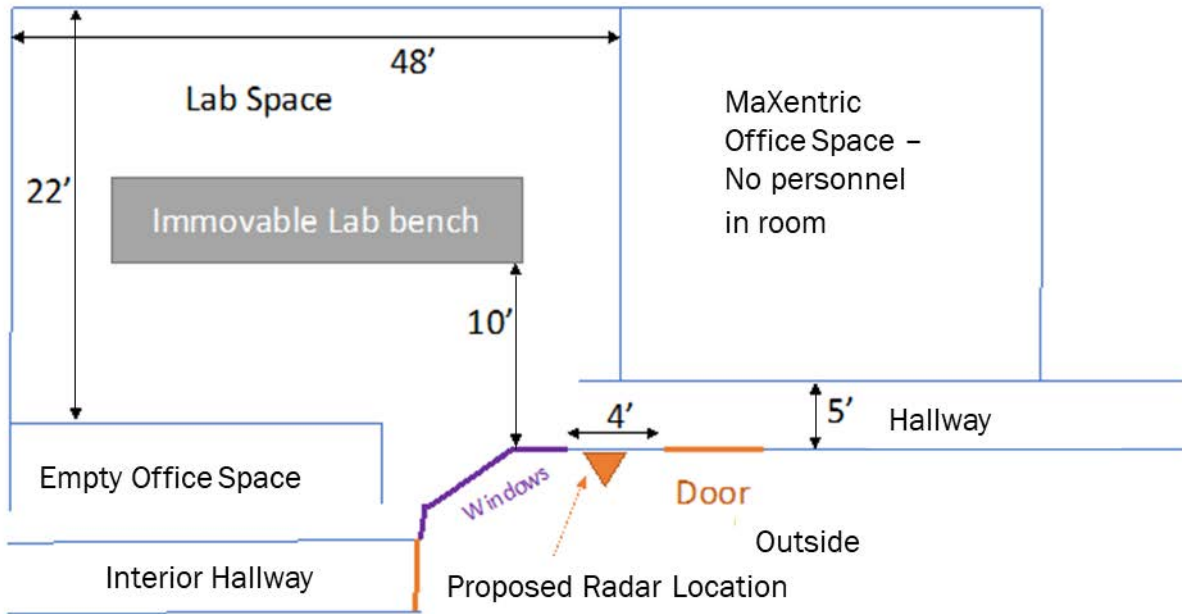 48’
Lab Space
MaXentric
Office Space –
No personnel
in room
22’
Immovable Lab bench
10’
4’
5’
Hallway
Empty Office Space
Windows
Door
Outside
Interior Hallway
Proposed Radar Location